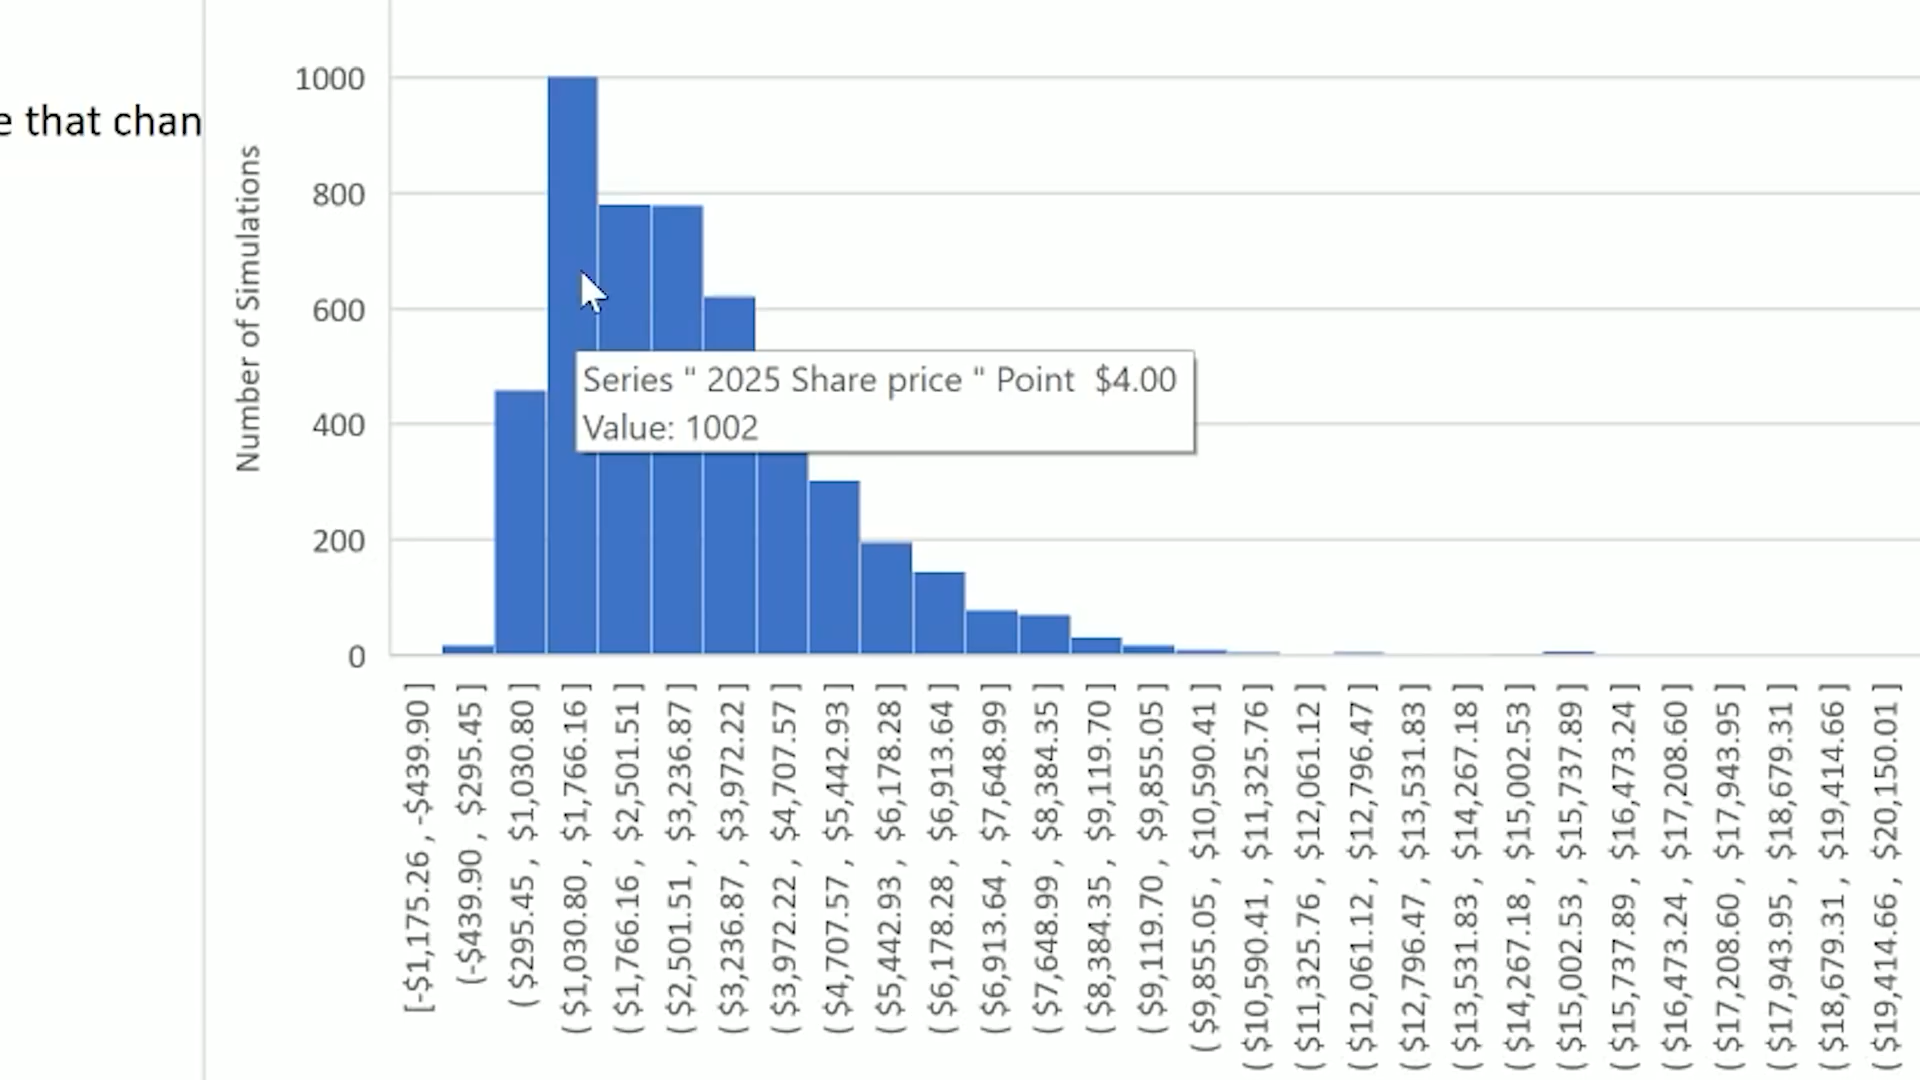 e that chan
Number of Simulations
1000
800
600
400
200
0
Series " 2025 Share price " Point $4.00
Value: 1002
[-$1,175.26 , -$439.90 ]
(-$439.90 , $295.45 ]
( $295.45 , $1,030.80 ]
( $1,030.80 , $1,766.16 ]
( $1,766.16 , $2,501.51 ]
( $2,501.51 , $3,236.87 ]
( $3,236.87 , $3,972.22 ]
( $3,972.22 , $4,707.57 ]
( $4,707.57 , $5,442.93 ]
( $5,442.93 , $6,178.28 ]
( $6,178.28 , $6,913.64 ]
( $6,913.64 , $7,648.99 ]
( $7,648.99 , $8,384.35 ]
( $8,384.35 , $9,119.70 ]
( $9,119.70 , $9,855.05 ]
( $9,855.05 , $10,590.41 ]
( $10,590.41 , $11,325.76 ]
( $11,325.76 , $12,061.12 ]
( $12,061.12 , $12,796.47 ]
( $12,796.47 , $13,531.83 ]
( $13,531.83 , $14,267.18 ]
( $14,267.18 , $15,002.53 ]
( $15,002.53 , $15,737.89 ]
( $15,737.89 , $16,473.24 ]
( $16,473.24 , $17,208.60 ]
( $17,208.60 , $17,943.95 ]
( $17,943.95 , $18,679.31 ]
( $18,679.31 , $19,414.66 ]
( $19,414.66 , $20,150.01 ]